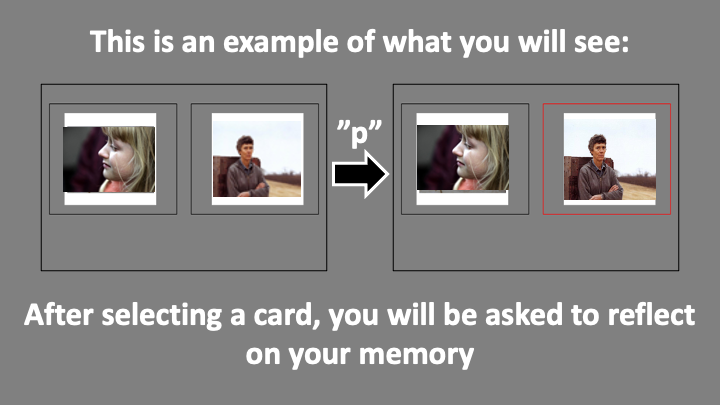 This is an example of what you will see:
”p”
After selecting a card, you will be asked to reflect
on your memory